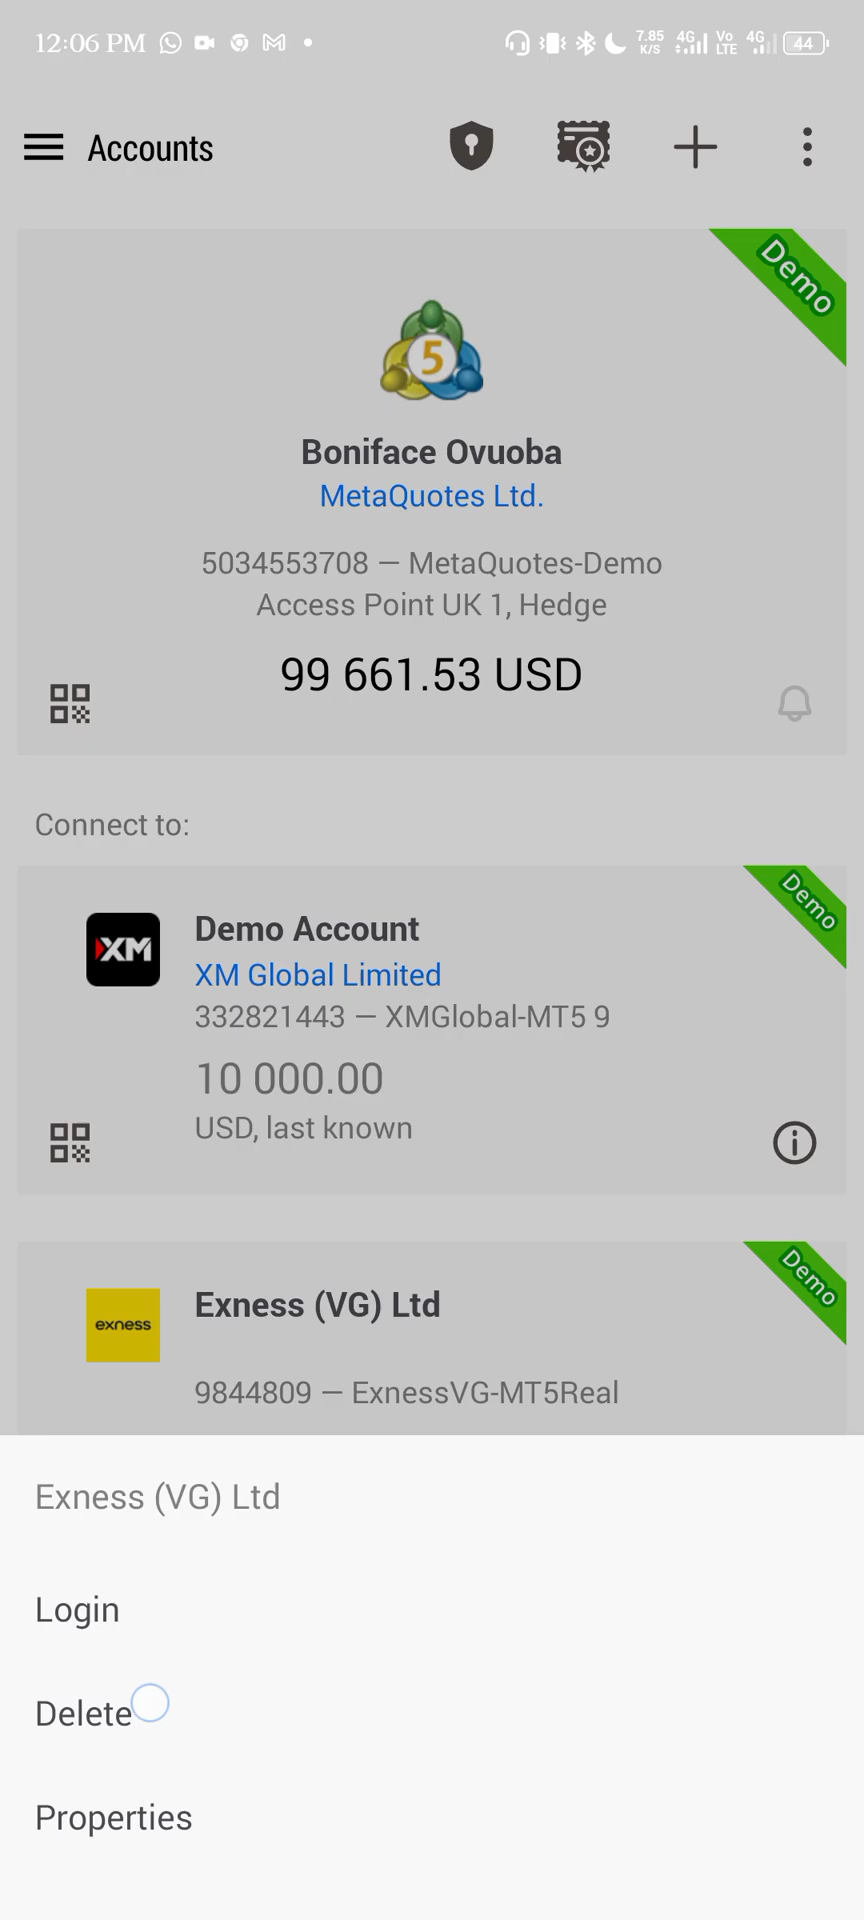 12:06 PM
7.85
K/S
4G
Vo
LTE
4G
44
Accounts
Demo
5
Boniface Ovuoba
MetaQuotes Ltd.
5034553708 — MetaQuotes-Demo
Access Point UK 1, Hedge
99 661.53 USD
Connect to:
Demo
XM
Demo Account
XM Global Limited
332821443 — XMGlobal-MT5 9
10 000.00
USD, last known
Demo
exness
Exness (VG) Ltd
9844809 — ExnessVG-MT5Real
Exness (VG) Ltd
Login
Delete
Properties